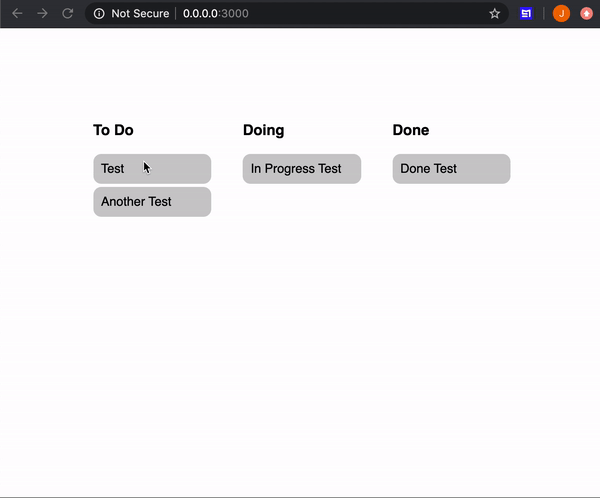 Not Secure | 0.0.0.0:3000
J
To Do
Doing
Done
Test
In Progress Test
Done Test
Another Test